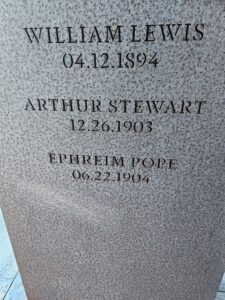 WILLIAM LEWIS
04.12.1894
ARTHUR STEWART
12.26.1903
EPHREIM POPE
06.22.1904